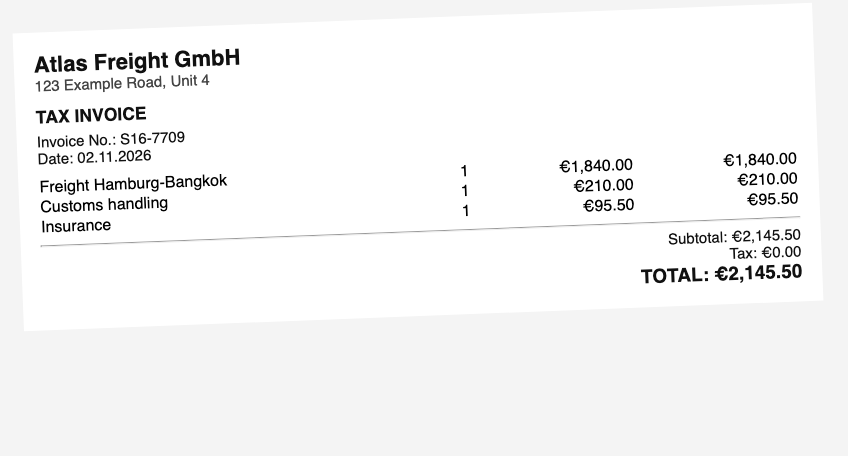 Atlas Freight GmbH
123 Example Road, Unit 4
TAX INVOICE
Invoice No.: S16-7709
Date: 02.11.2026
Freight Hamburg-Bangkok 1 €1,840.00 €1,840.00
Customs handling 1 €210.00 €210.00
Insurance 1 €95.50 €95.50
Subtotal: €2,145.50
Tax: €0.00
TOTAL: €2,145.50